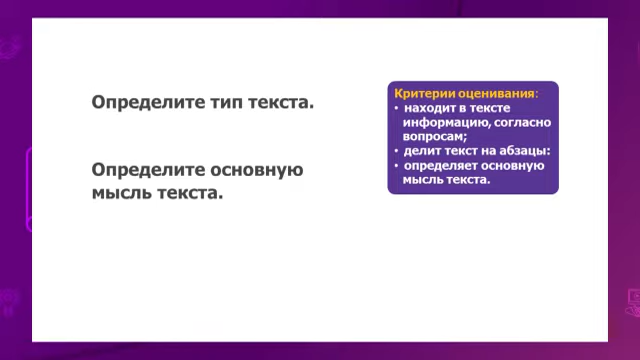 Определите тип текста.
Определите основную
мысль текста.
Критерии оценивания:
• находит в тексте
информацию, согласно
вопросам;
• делит текст на абзацы:
• определяет основную
мысль текста.